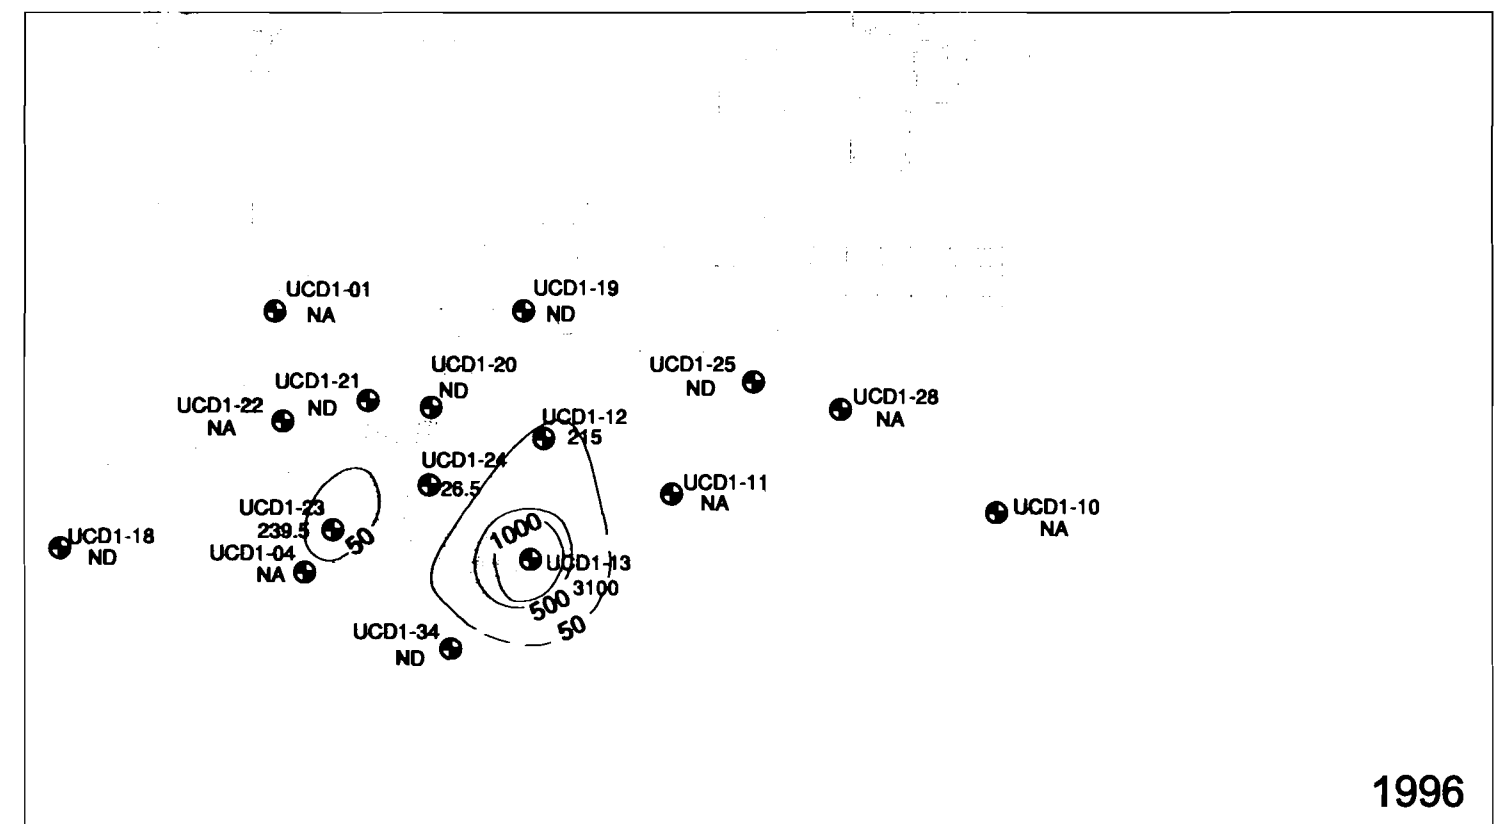 UCD1-01
NA
UCD1-19
ND
UCD1-20
ND
UCD1-25
ND
UCD1-21
ND
UCD1-28
NA
UCD1-22
NA
UCD1-12
215
UCD1-24
26.5
UCD1-11
NA
UCD1-23
239.5
50
UCD1-10
NA
1000
UCD1-18
ND
UCD1-04
NA
UCD1-13
3100
500
50
UCD1-34
ND
1996